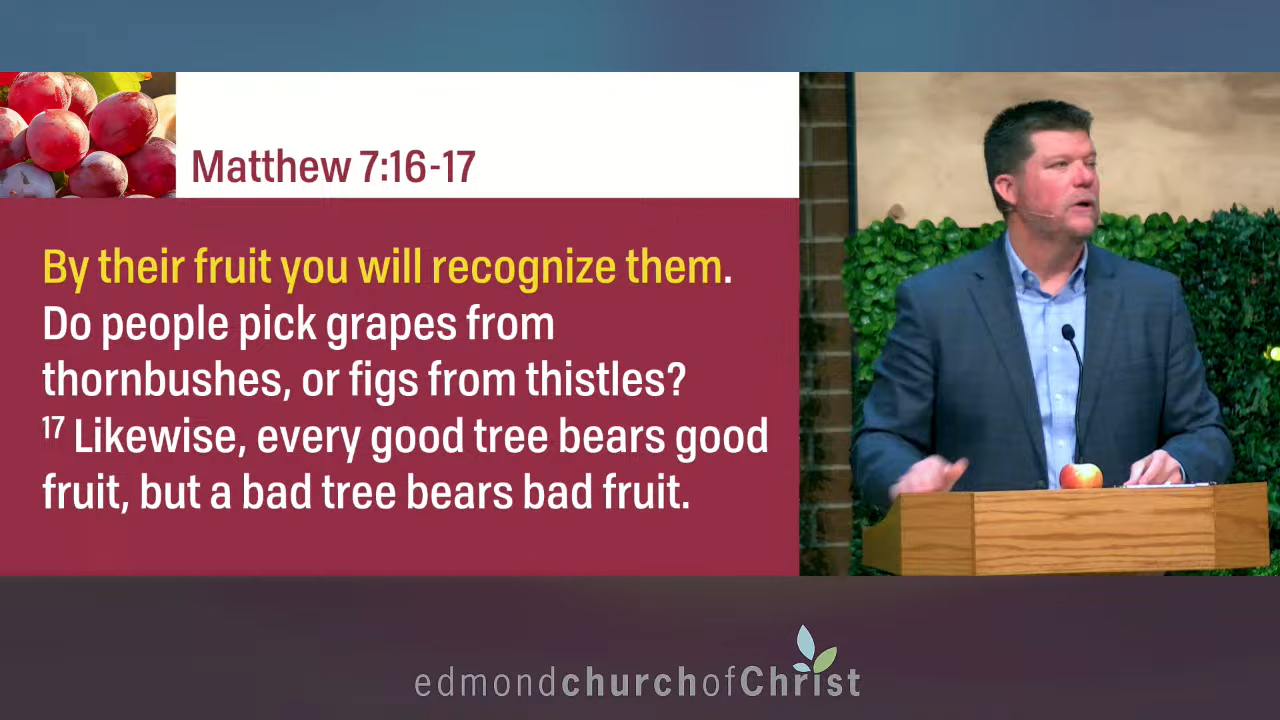 Matthew 7:16-17
By their fruit you will recognize them.
Do people pick grapes from
thornbushes, or figs from thistles?
17 Likewise, every good tree bears good
fruit, but a bad tree bears bad fruit.
edmondchurchofChrist